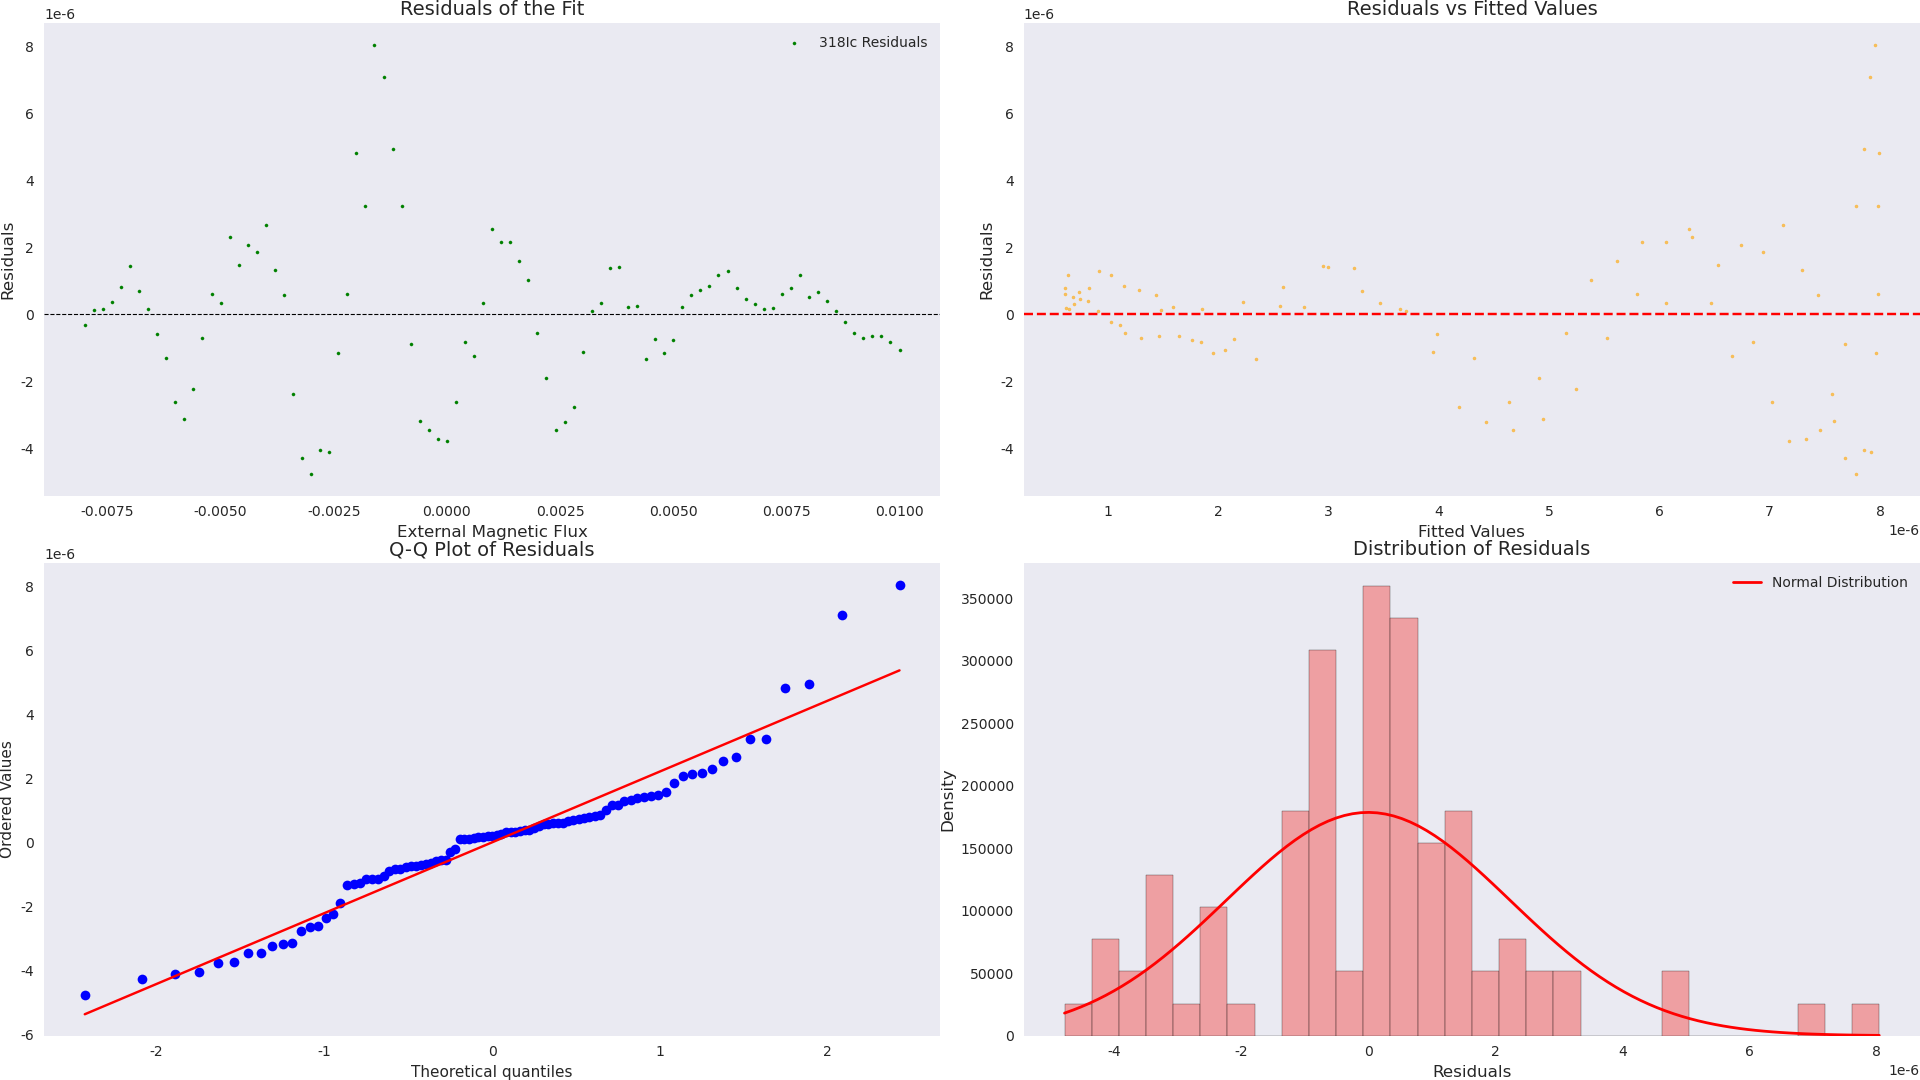 Residuals of the Fit
1e-6
318Ic Residuals
8
6
4
2
0
-2
-4
Residuals
-0.0075 -0.0050 -0.0025 0.0000 0.0025 0.0050 0.0075 0.0100
External Magnetic Flux
Residuals vs Fitted Values
1e-6
8
6
4
2
0
-2
-4
Residuals
1 2 3 4 5 6 7 8
1e-6
Fitted Values
Q-Q Plot of Residuals
1e-6
8
6
4
2
0
-2
-4
-6
Ordered Values
-2 -1 0 1 2
Theoretical quantiles
Distribution of Residuals
Normal Distribution
350000
300000
250000
200000
150000
100000
50000
0
Density
-4 -2 0 2 4 6 8
1e-6
Residuals